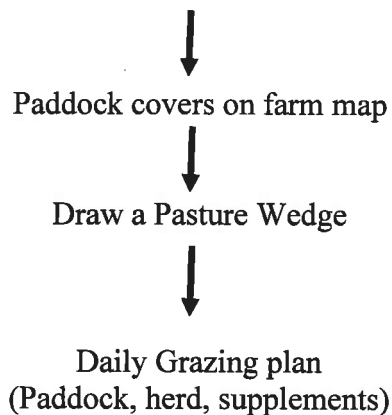 Paddock covers on farm map
Draw a Pasture Wedge
Daily Grazing plan
(Paddock, herd, supplements)